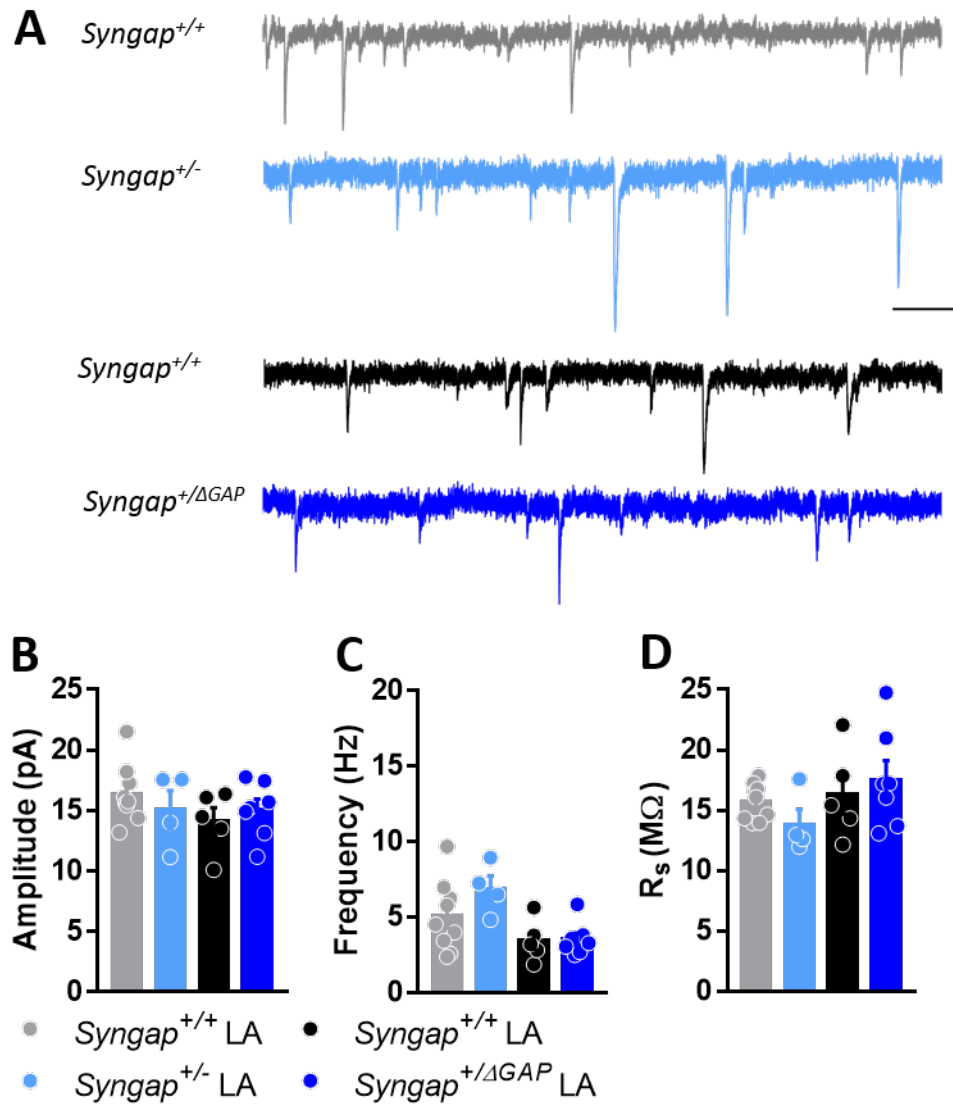 A
Syngap+/+
Syngap+/-
Syngap+/+
Syngap+/ΔGAP
B
C
D
Amplitude (pA)
25
20
15
10
5
0
Frequency (Hz)
20
15
10
5
0
Rs (MΩ)
25
20
15
10
5
0
Syngap+/+ LA
Syngap+/+ LA
Syngap+/- LA
Syngap+/ΔGAP LA